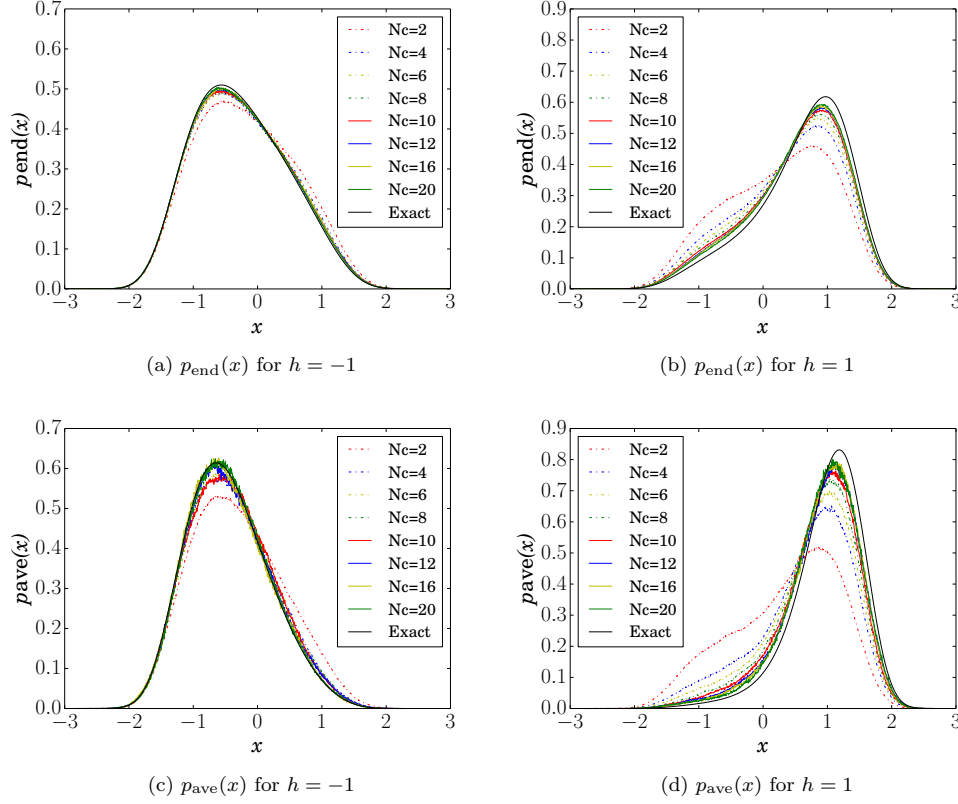 0.7
0.6
0.5
0.4
0.3
0.2
0.1
0.0
pend(x)
−3 −2 −1 0 1 2 3
x
Nc=2
Nc=4
Nc=6
Nc=8
Nc=10
Nc=12
Nc=16
Nc=20
Exact
(a) pend(x) for h = −1
0.9
0.8
0.7
0.6
0.5
0.4
0.3
0.2
0.1
0.0
pend(x)
−3 −2 −1 0 1 2 3
x
Nc=2
Nc=4
Nc=6
Nc=8
Nc=10
Nc=12
Nc=16
Nc=20
Exact
(b) pend(x) for h = 1
0.7
0.6
0.5
0.4
0.3
0.2
0.1
0.0
pave(x)
−3 −2 −1 0 1 2 3
x
Nc=2
Nc=4
Nc=6
Nc=8
Nc=10
Nc=12
Nc=16
Nc=20
Exact
(c) pave(x) for h = −1
0.9
0.8
0.7
0.6
0.5
0.4
0.3
0.2
0.1
0.0
pave(x)
−3 −2 −1 0 1 2 3
x
Nc=2
Nc=4
Nc=6
Nc=8
Nc=10
Nc=12
Nc=16
Nc=20
Exact
(d) pave(x) for h = 1